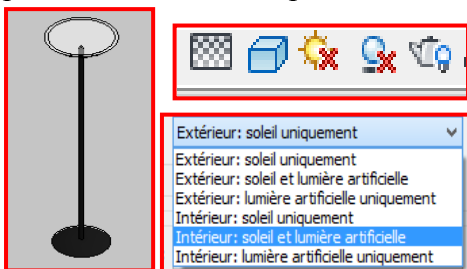 Extérieur: soleil uniquement
Extérieur: soleil uniquement
Extérieur: soleil et lumière artificielle
Extérieur: lumière artificielle uniquement
Intérieur: soleil uniquement
Intérieur: soleil et lumière artificielle
Intérieur: lumière artificielle uniquement